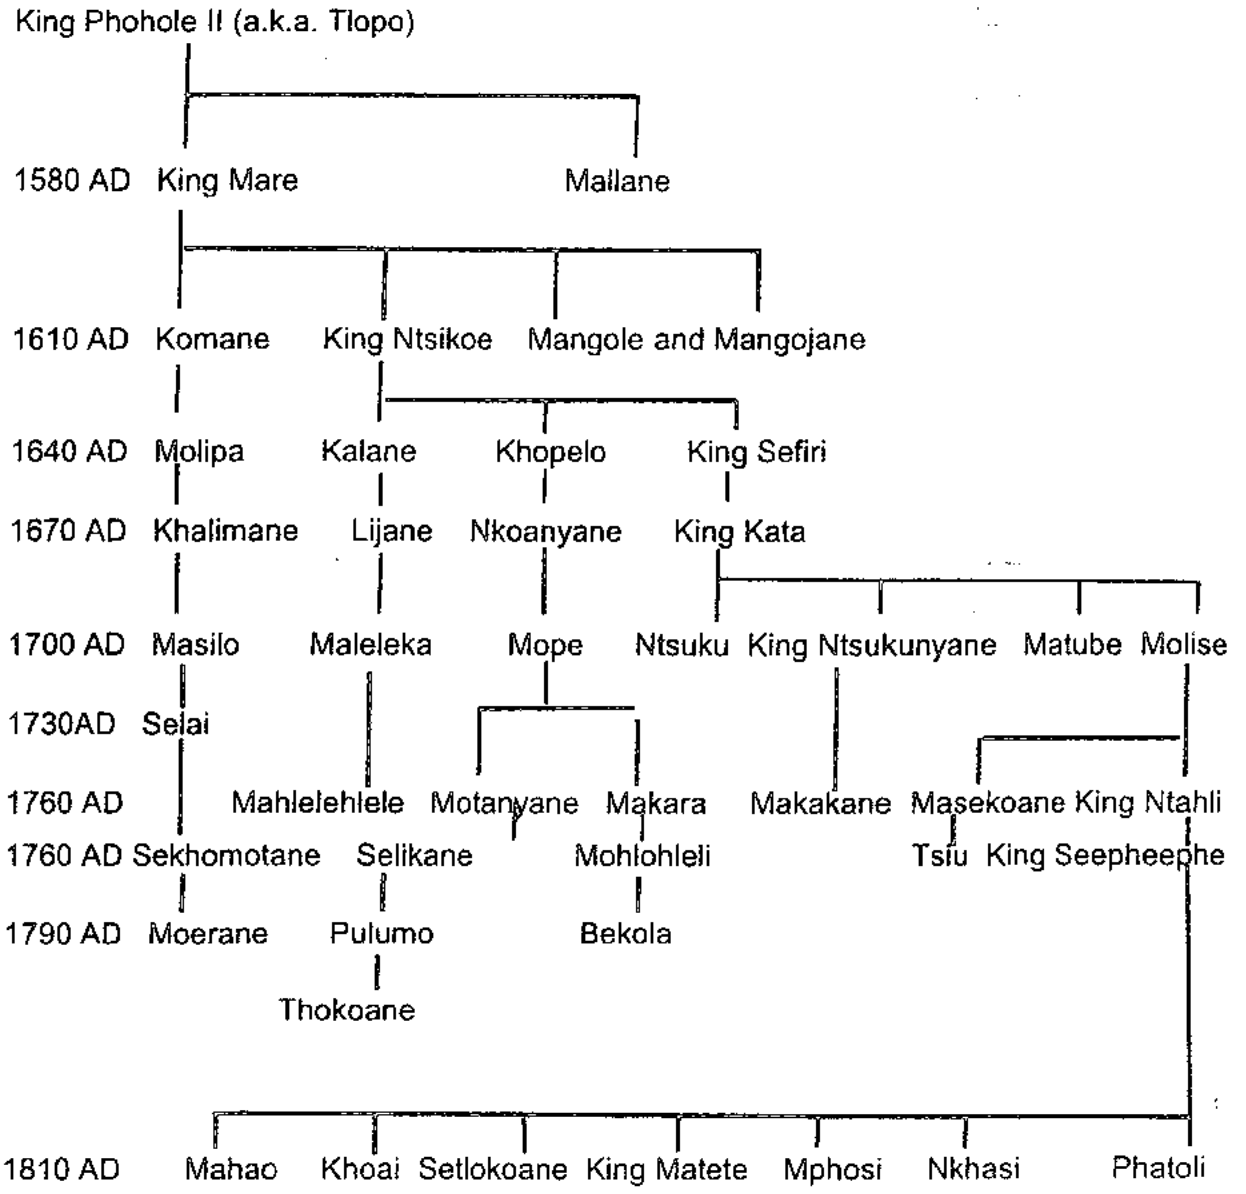 King Phohole II (a.k.a. Tlopo)
1580 AD King Mare Mallane
1610 AD Komane King Ntsikoe Mangole and Mangojane
1640 AD Molipa Kalane Khopelo King Sefiri
1670 AD Khalimane Lijane Nkoanyane King Kata
1700 AD Masilo Maleleka Mope Ntsuku King Ntsukunyane Matube Molise
1730AD Selai
1760 AD Mahlelehlele Motanyane Makara Makakane Masekoane King Ntahli
1760 AD Sekhomotane Selikane Mohlohleli Tsiu King Seepheephe
1790 AD Moerane Pulumo Bekola
Thokoane
1810 AD Mahao Khoai Setlokoane King Matete Mphosi Nkhasi Phatoli